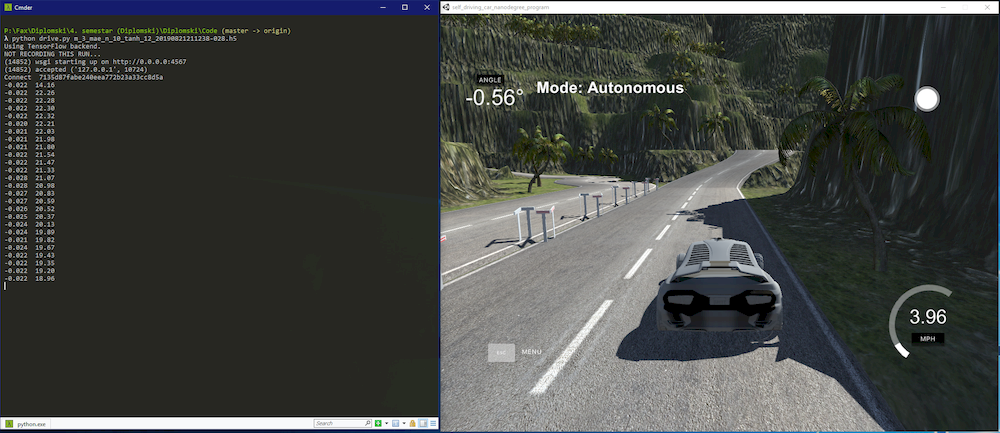 Cmder
P:\Fax\Diplomski\4. semestar (Diplomski)\Diplomski\Code (master -> origin)
λ python drive.py m_3_mae_n_10_tanh_12_20190821211238-028.h5
Using TensorFlow backend.
NOT RECORDING THIS RUN...
(14852) wsgi starting up on http://0.0.0.0:4567
(14852) accepted ('127.0.0.1', 10724)
Connect  7135d87fabe240eea772b23a33cc8d5a
-0.022  14.16
-0.022  22.26
-0.022  22.28
-0.022  22.30
-0.022  22.32
-0.020  22.21
-0.021  22.03
-0.021  21.98
-0.021  21.80
-0.022  21.54
-0.022  21.47
-0.022  21.33
-0.028  21.07
-0.028  20.98
-0.027  20.83
-0.027  20.59
-0.026  20.52
-0.025  20.37
-0.024  20.13
-0.024  19.89
-0.021  19.82
-0.024  19.67
-0.022  19.43
-0.022  19.35
-0.022  19.20
-0.022  18.96
python.exe
Search
self_driving_car_nanodegree_program
ANGLE
-0.56°
Mode: Autonomous
3.96
MPH
ESC
MENU